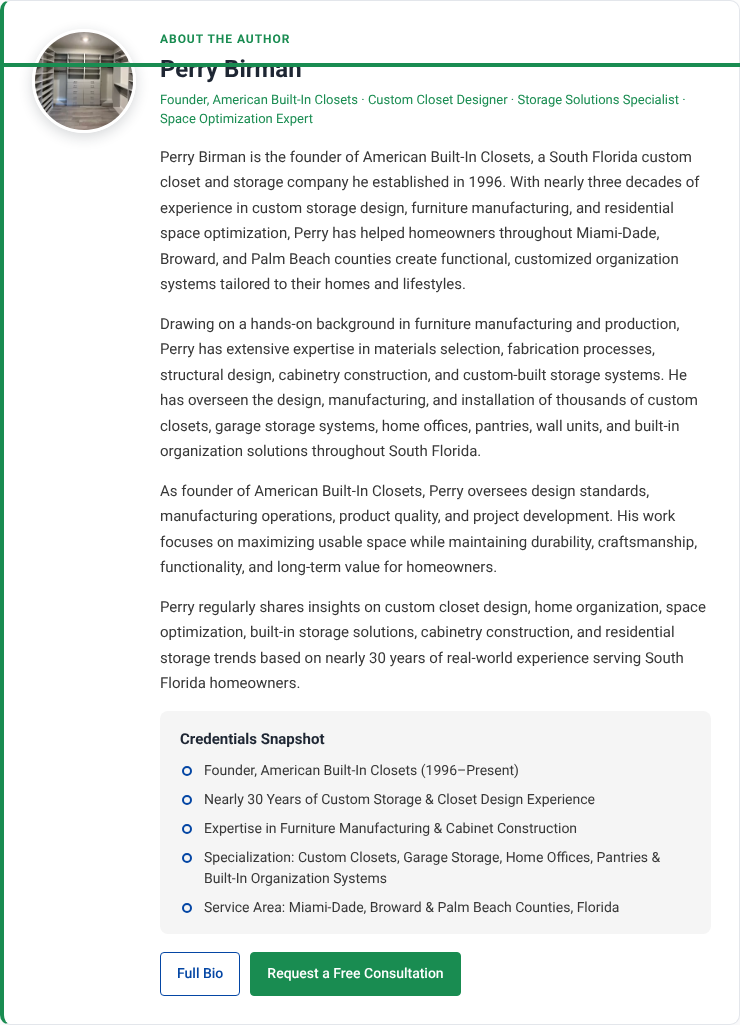 ABOUT THE AUTHOR
Perry Birman
Founder, American Built-In Closets · Custom Closet Designer · Storage Solutions Specialist ·
Space Optimization Expert
Perry Birman is the founder of American Built-In Closets, a South Florida custom
closet and storage company he established in 1996. With nearly three decades of
experience in custom storage design, furniture manufacturing, and residential
space optimization, Perry has helped homeowners throughout Miami-Dade,
Broward, and Palm Beach counties create functional, customized organization
systems tailored to their homes and lifestyles.
Drawing on a hands-on background in furniture manufacturing and production,
Perry has extensive expertise in materials selection, fabrication processes,
structural design, cabinetry construction, and custom-built storage systems. He
has overseen the design, manufacturing, and installation of thousands of custom
closets, garage storage systems, home offices, pantries, wall units, and built-in
organization solutions throughout South Florida.
As founder of American Built-In Closets, Perry oversees design standards,
manufacturing operations, product quality, and project development. His work
focuses on maximizing usable space while maintaining durability, craftsmanship,
functionality, and long-term value for homeowners.
Perry regularly shares insights on custom closet design, home organization, space
optimization, built-in storage solutions, cabinetry construction, and residential
storage trends based on nearly 30 years of real-world experience serving South
Florida homeowners.
Credentials Snapshot
Founder, American Built-In Closets (1996–Present)
Nearly 30 Years of Custom Storage & Closet Design Experience
Expertise in Furniture Manufacturing & Cabinet Construction
Specialization: Custom Closets, Garage Storage, Home Offices, Pantries &
Built-In Organization Systems
Service Area: Miami-Dade, Broward & Palm Beach Counties, Florida
Full Bio
Request a Free Consultation